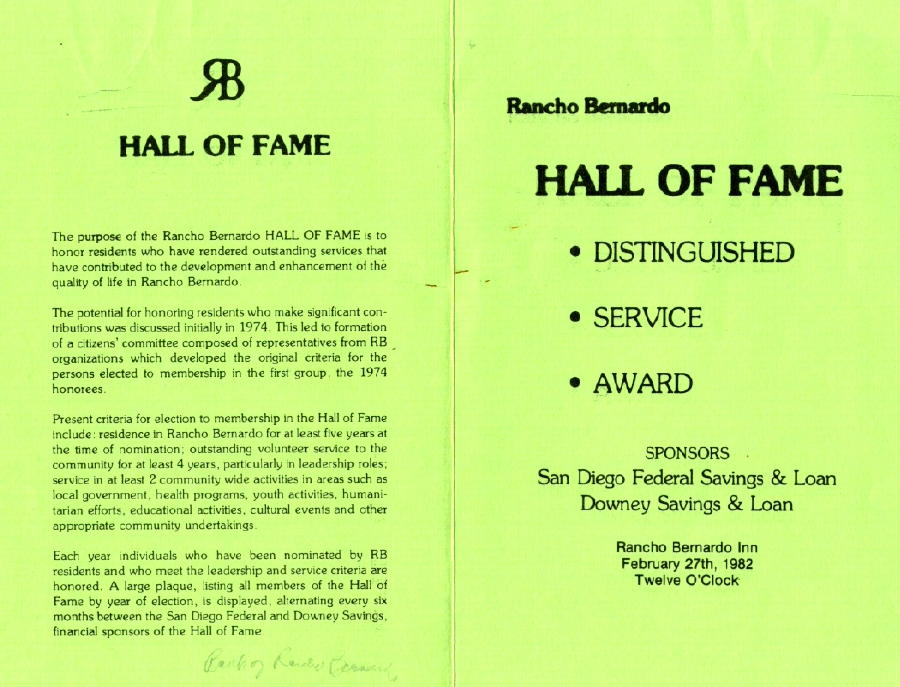 RB
HALL OF FAME
The purpose of the Rancho Bernardo HALL OF FAME is to
honor residents who have rendered outstanding services that
have contributed to the development and enhancement of the
quality of life in Rancho Bernardo.
The potential for honoring residents who make significant con-
tributions was discussed initially in 1974. This led to formation
of a citizens' committee composed of representatives from RB
organizations which developed the original criteria for the
persons elected to membership in the first group, the 1974
honorees.
Present criteria for election to membership in the Hall of Fame
include: residence in Rancho Bernardo for at least five years at
the time of nomination; outstanding volunteer service to the
community for at least 4 years, particularly in leadership roles;
service in at least 2 community wide activities in areas such as
local government, health programs, youth activities, humani-
tarian efforts, educational activities, cultural events and other
appropriate community undertakings.
Each year individuals who have been nominated by RB
residents and who meet the leadership and service criteria are
honored. A large plaque, listing all members of the Hall of
Fame by year of election, is displayed, alternating every six
months between the San Diego Federal and Downey Savings,
financial sponsors of the Hall of Fame
Rancho Bernardo
HALL OF FAME
• DISTINGUISHED
• SERVICE
• AWARD
SPONSORS
San Diego Federal Savings & Loan
Downey Savings & Loan
Rancho Bernardo Inn
February 27th, 1982
Twelve O'Clock